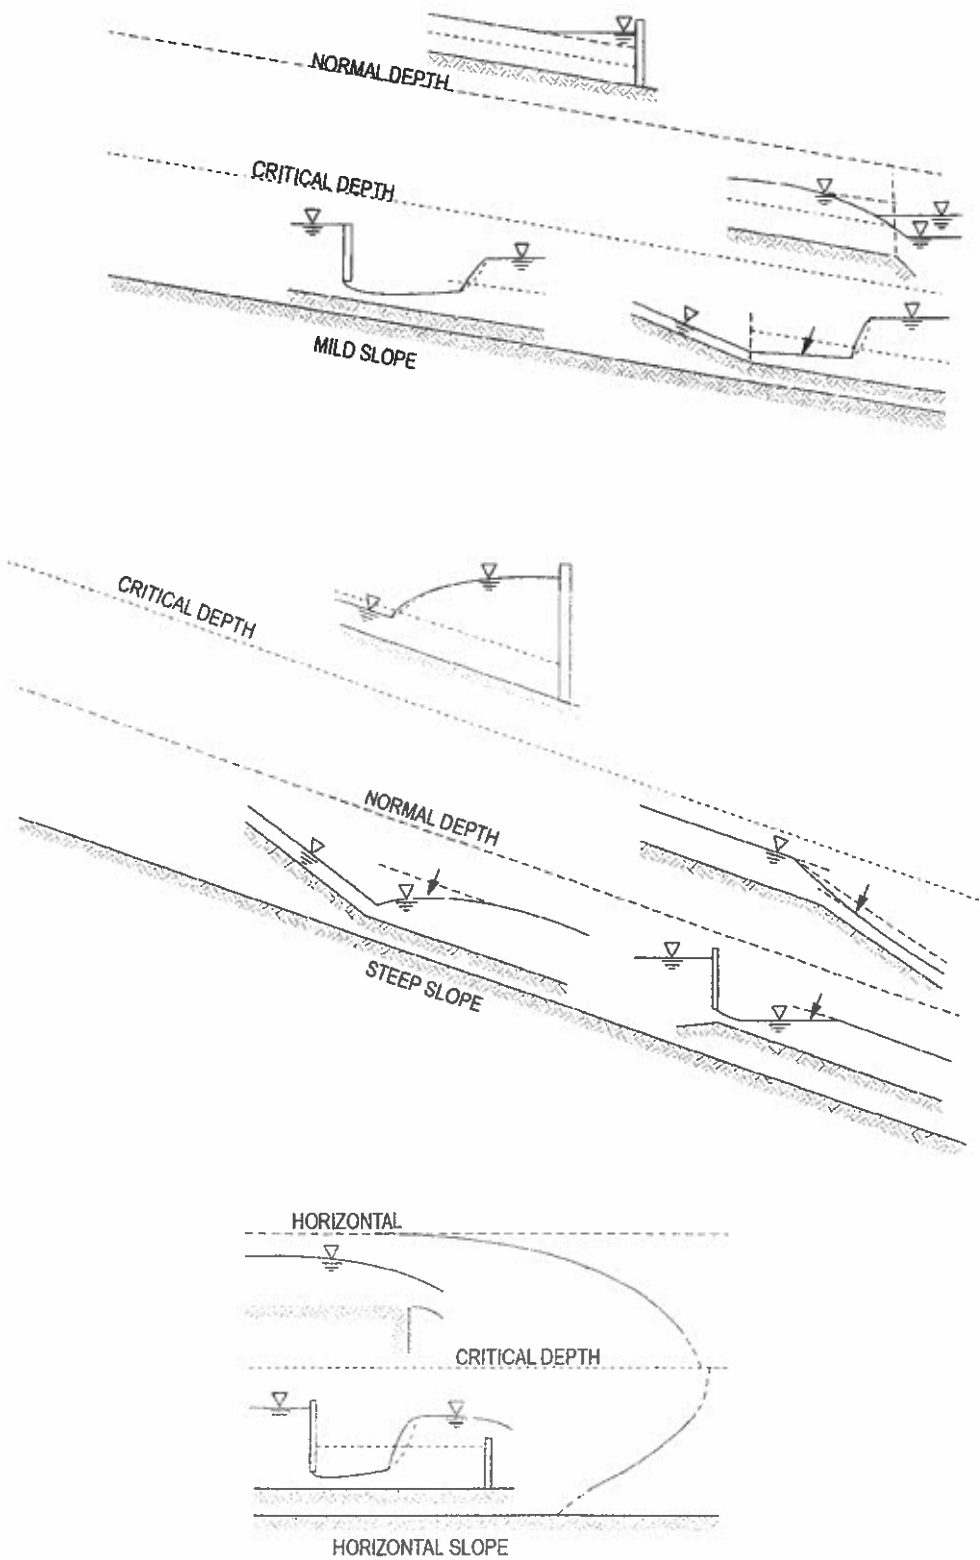 NORMAL DEPTH
CRITICAL DEPTH
MILD SLOPE
CRITICAL DEPTH
NORMAL DEPTH
STEEP SLOPE
HORIZONTAL
CRITICAL DEPTH
HORIZONTAL SLOPE